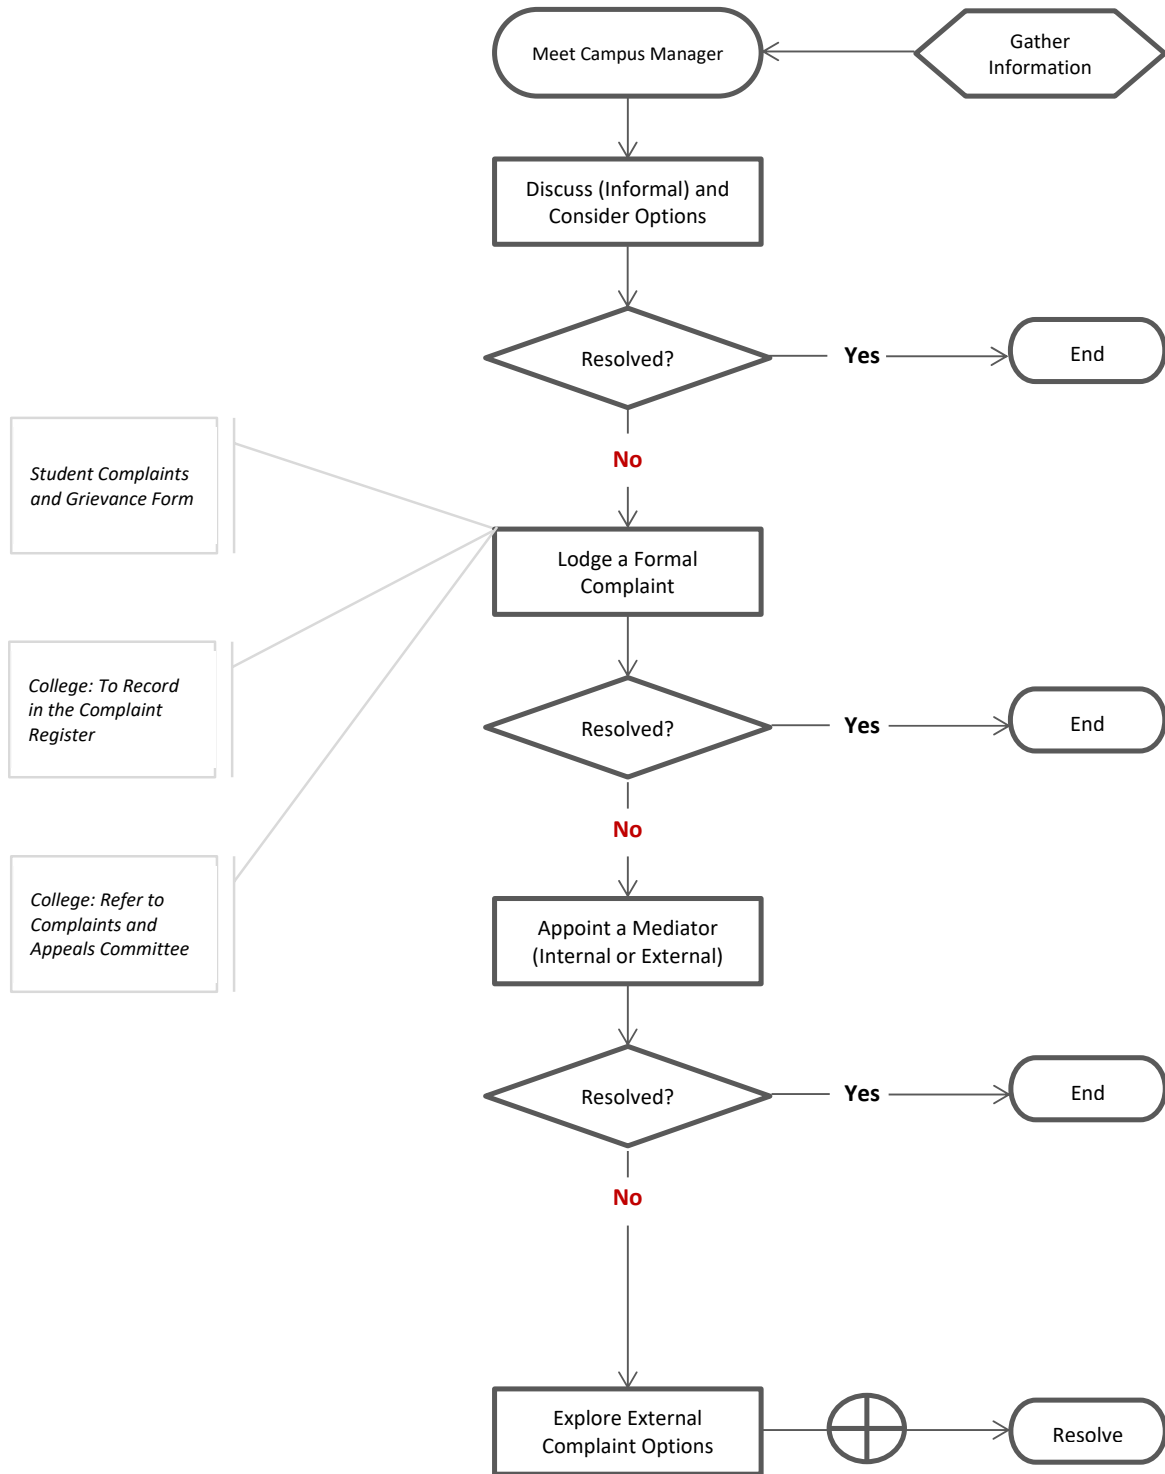 Meet Campus Manager
Gather
Information
Discuss (Informal) and
Consider Options
Resolved?
Yes
End
No
Student Complaints
and Grievance Form
Lodge a Formal
Complaint
College: To Record
in the Complaint
Register
Resolved?
Yes
End
No
College: Refer to
Complaints and
Appeals Committee
Appoint a Mediator
(Internal or External)
Resolved?
Yes
End
No
Explore External
Complaint Options
Resolve